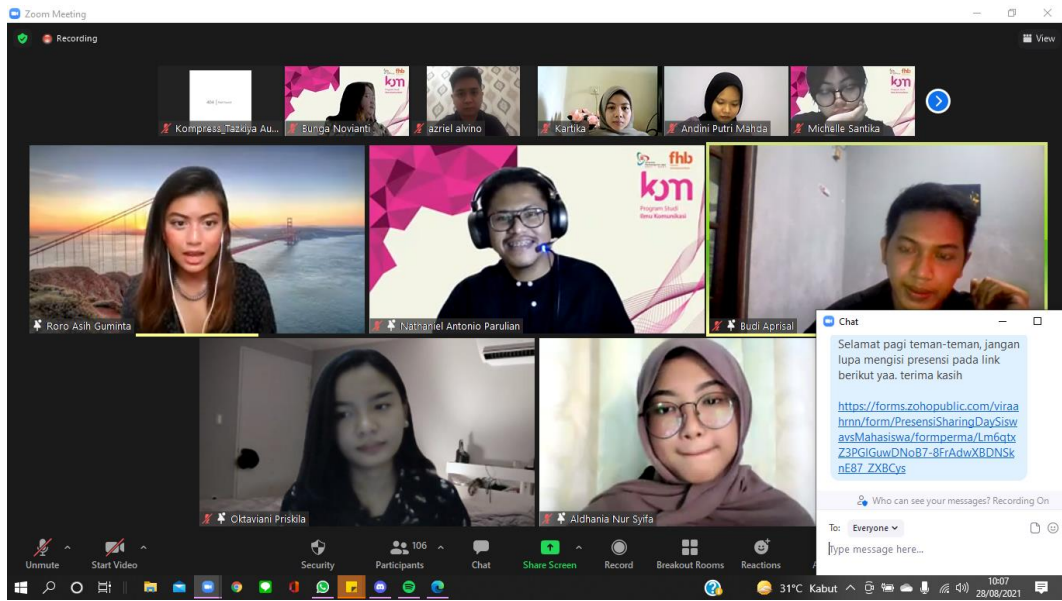 Zoom Meeting
Recording
View
Kompress_Tazkiya Au...
Bunga Novianti
azriel alvino
Kartika
Andini Putri Mahda
Michelle Santika
fhb
kom
fhb
kom
Roro Asih Guminta
fhb
kom
Program Studi
Ilmu Komunikasi
Nathaniel Antonio Parulian
Budi Aprisal
Oktaviani Priskila
Aldhania Nur Syifa
Chat
Selamat pagi teman-teman, jangan
lupa mengisi presensi pada link
berikut yaa. terima kasih
https://forms.zohopublic.com/viraa
hrnn/form/PresensiSharingDaySisw
avsMahasiswa/formperma/Lm6qtx
Z3PGlGuwDNoB7-8FrAdwXBDNSk
nE87_ZXBCys
Who can see your messages? Recording On
To: Everyone
Type message here...
Unmute
Start Video
Security
106
Participants
Chat
Share Screen
Record
Breakout Rooms
Reactions
31°C Kabut
10:07
28/08/2021